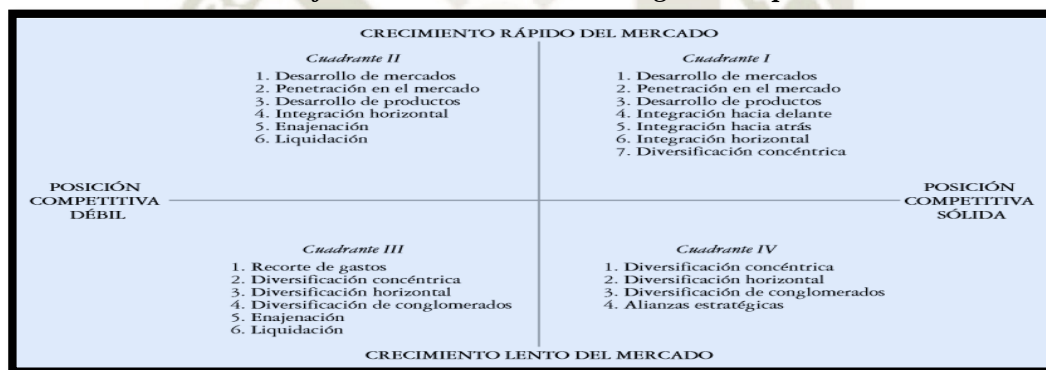 CRECIMIENTO RÁPIDO DEL MERCADO
Cuadrante II
1. Desarrollo de mercados
2. Penetración en el mercado
3. Desarrollo de productos
4. Integración horizontal
5. Enajenación
6. Liquidación
Cuadrante I
1. Desarrollo de mercados
2. Penetración en el mercado
3. Desarrollo de productos
4. Integración hacia delante
5. Integración hacia atrás
6. Integración horizontal
7. Diversificación concéntrica
POSICIÓN
COMPETITIVA
DÉBIL
POSICIÓN
COMPETITIVA
SÓLIDA
Cuadrante III
1. Recorte de gastos
2. Diversificación concéntrica
3. Diversificación horizontal
4. Diversificación de conglomerados
5. Enajenación
6. Liquidación
Cuadrante IV
1. Diversificación concéntrica
2. Diversificación horizontal
3. Diversificación de conglomerados
4. Alianzas estratégicas
CRECIMIENTO LENTO DEL MERCADO